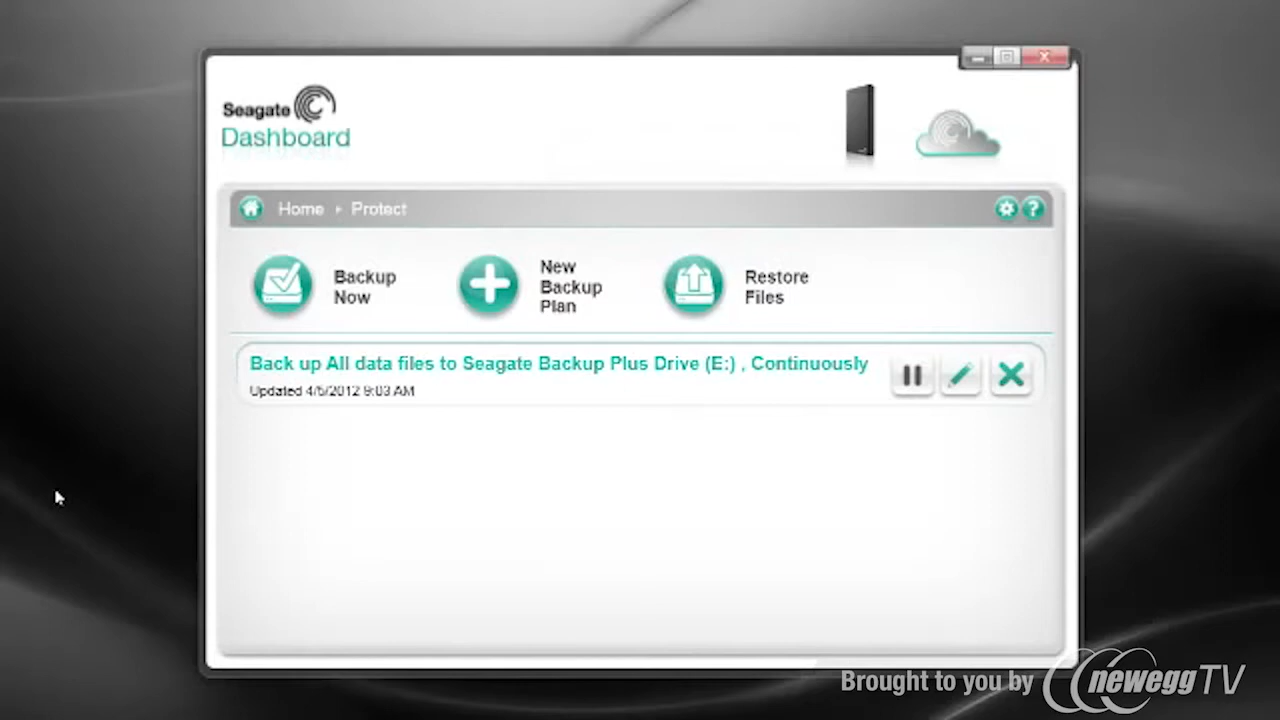 Seagate
Dashboard
Home ▸ Protect
?
Backup
Now
New
Backup
Plan
Restore
Files
Back up All data files to Seagate Backup Plus Drive (E:) , Continuously
Updated 4/5/2012 9:03 AM
Brought to you by neweggTV